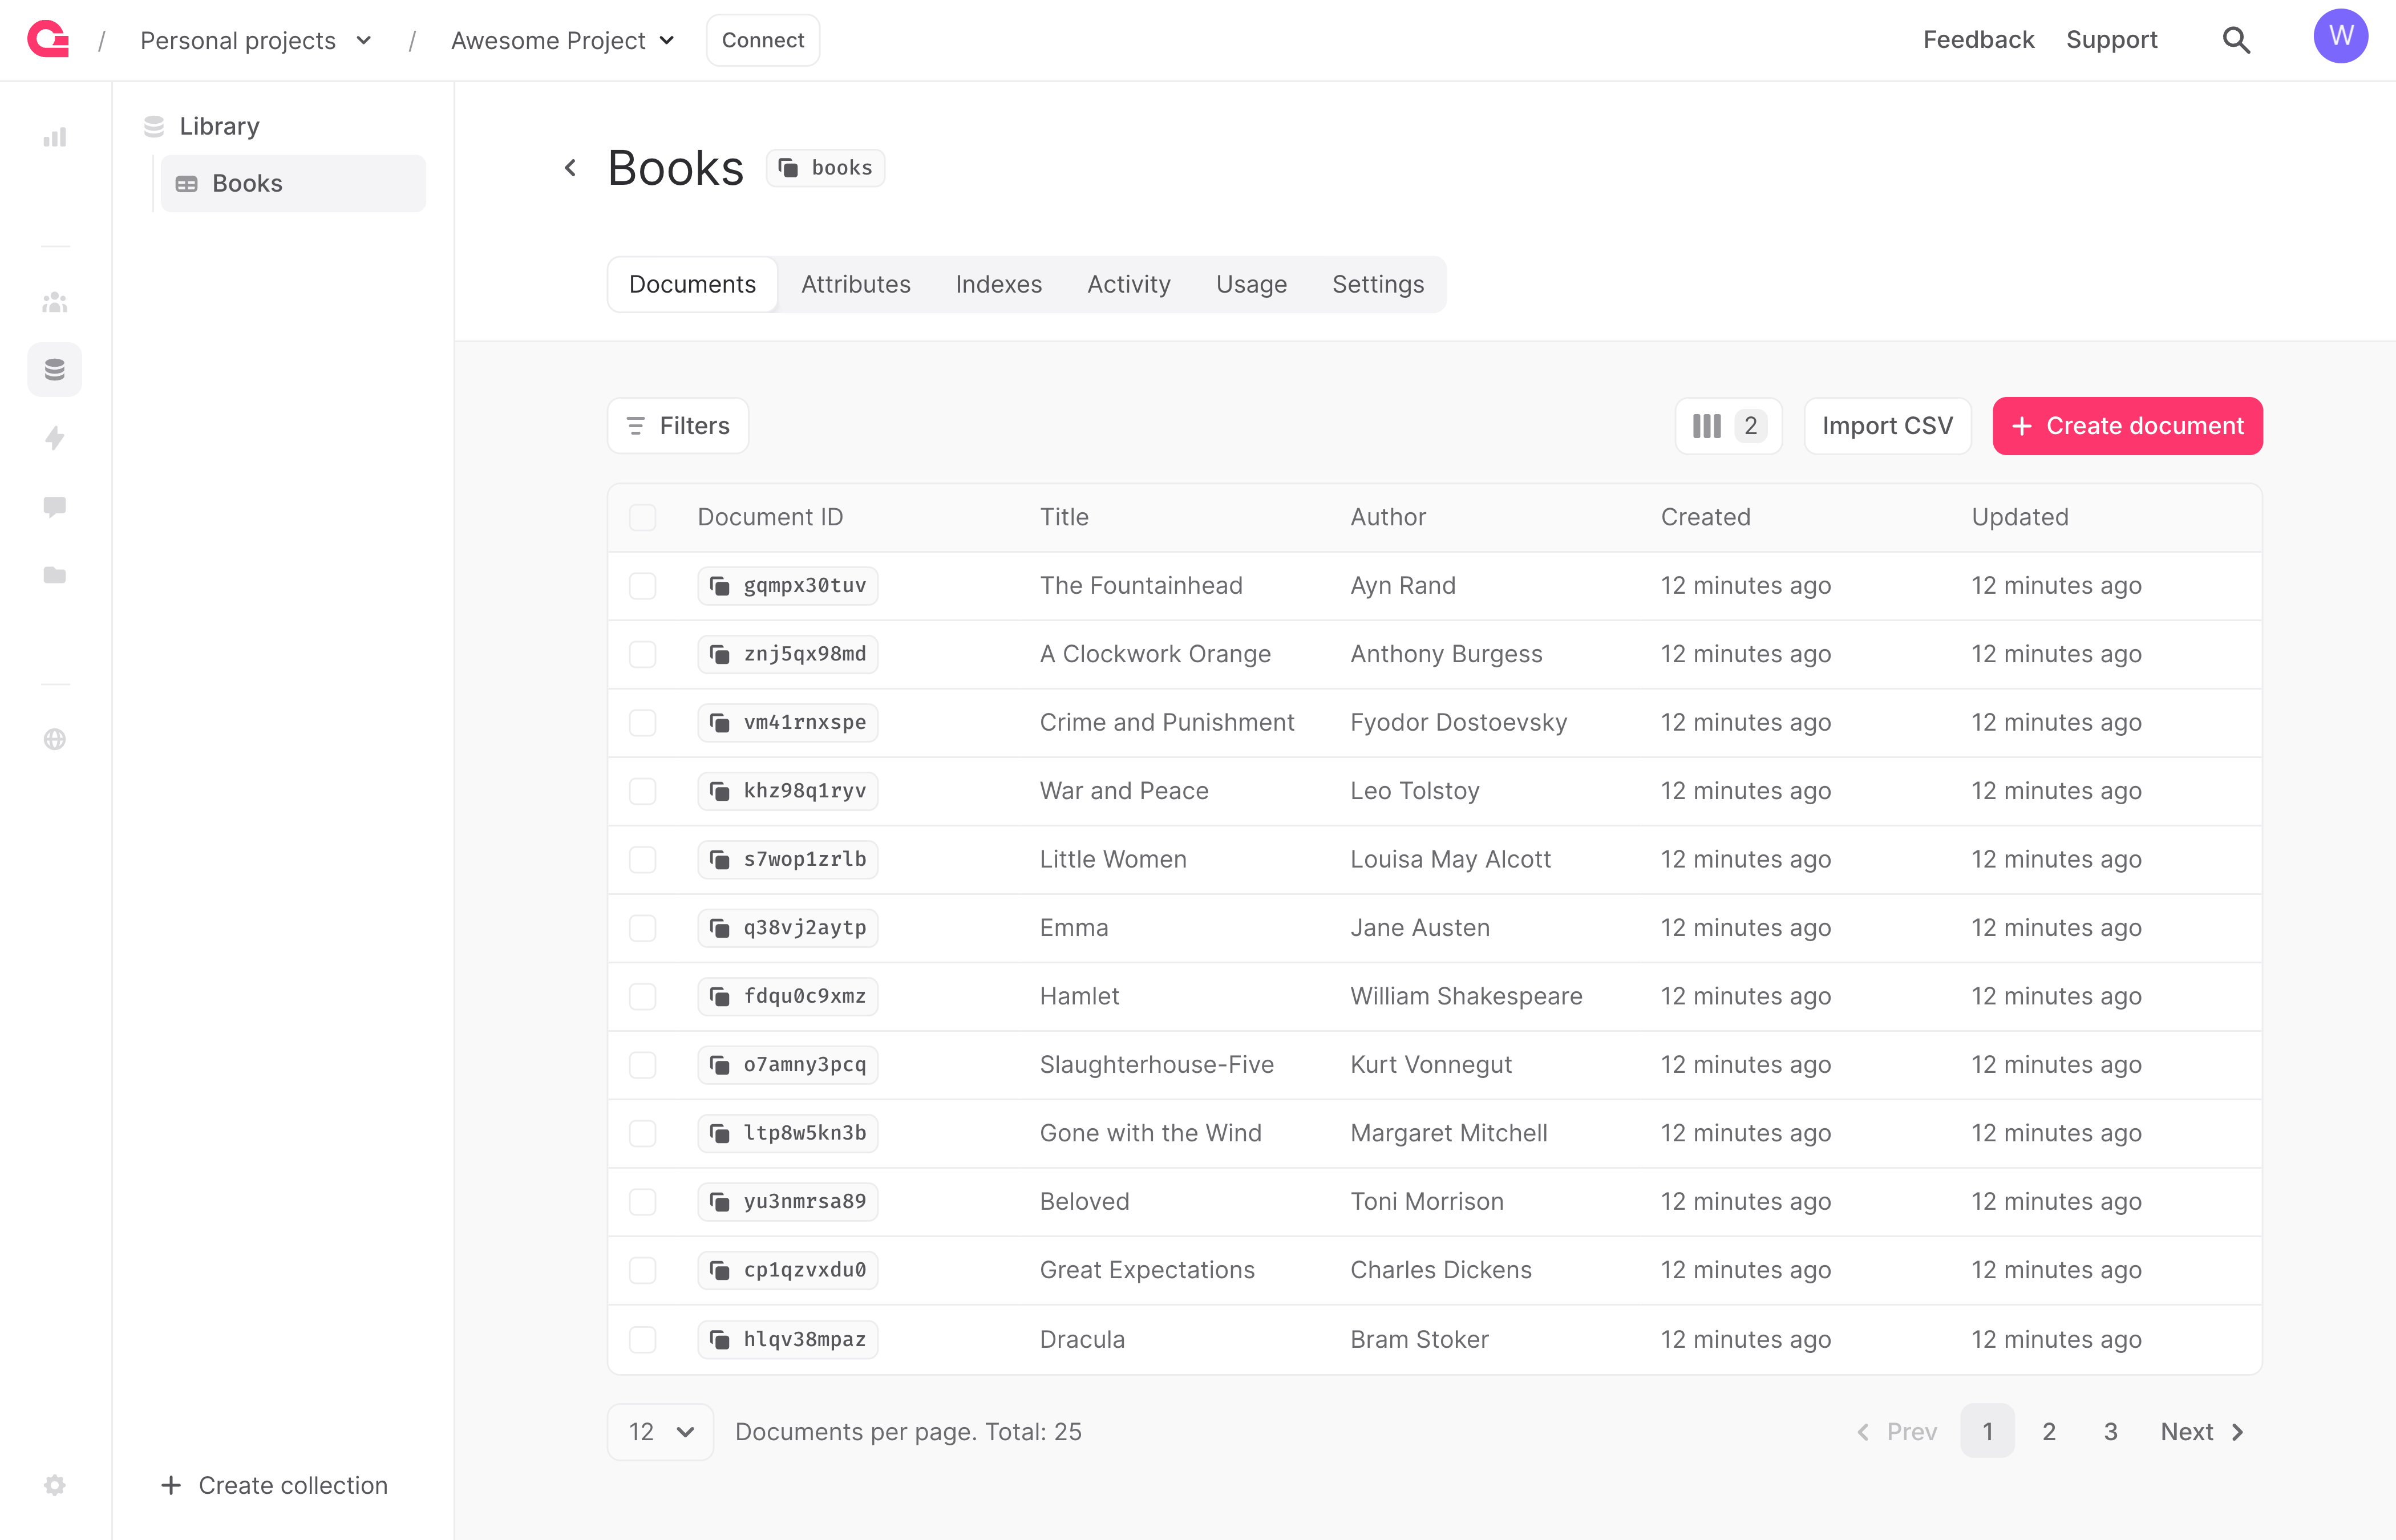 / Personal projects / Awesome Project Connect Feedback Support W
Library
Books
Books books
Documents Attributes Indexes Activity Usage Settings
Filters 2 Import CSV + Create document
Document ID Title Author Created Updated
gqmpx30tuv The Fountainhead Ayn Rand 12 minutes ago 12 minutes ago
znj5qx98md A Clockwork Orange Anthony Burgess 12 minutes ago 12 minutes ago
vm41rnxspe Crime and Punishment Fyodor Dostoevsky 12 minutes ago 12 minutes ago
khz98q1ryv War and Peace Leo Tolstoy 12 minutes ago 12 minutes ago
s7wop1zrlb Little Women Louisa May Alcott 12 minutes ago 12 minutes ago
q38vj2aytp Emma Jane Austen 12 minutes ago 12 minutes ago
fdqu0c9xmz Hamlet William Shakespeare 12 minutes ago 12 minutes ago
o7amny3pcq Slaughterhouse-Five Kurt Vonnegut 12 minutes ago 12 minutes ago
ltp8w5kn3b Gone with the Wind Margaret Mitchell 12 minutes ago 12 minutes ago
yu3nmrsa89 Beloved Toni Morrison 12 minutes ago 12 minutes ago
cp1qzvxdu0 Great Expectations Charles Dickens 12 minutes ago 12 minutes ago
hlqv38mpaz Dracula Bram Stoker 12 minutes ago 12 minutes ago
12 Documents per page. Total: 25 Prev 1 2 3 Next
+ Create collection